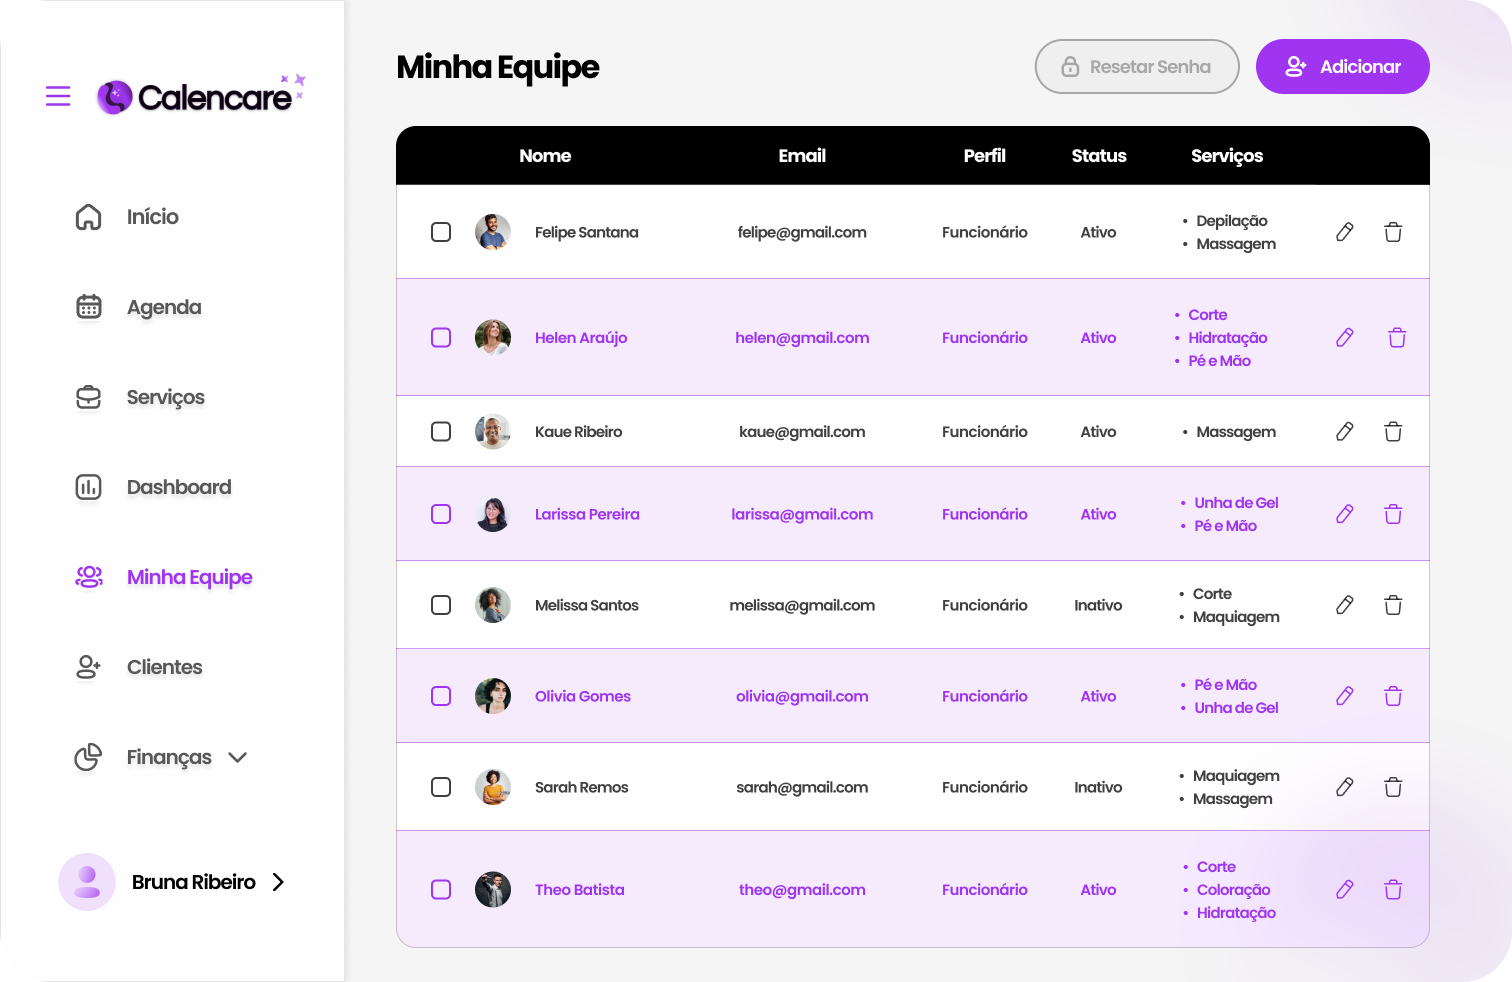 Calencare
Início
Agenda
Serviços
Dashboard
Minha Equipe
Clientes
Finanças
Bruna Ribeiro
Minha Equipe
Resetar Senha
Adicionar
Nome Email Perfil Status Serviços
Felipe Santana felipe@gmail.com Funcionário Ativo
• Depilação
• Massagem
Helen Araújo helen@gmail.com Funcionário Ativo
• Corte
• Hidratação
• Pé e Mão
Kaue Ribeiro kaue@gmail.com Funcionário Ativo
• Massagem
Larissa Pereira larissa@gmail.com Funcionário Ativo
• Unha de Gel
• Pé e Mão
Melissa Santos melissa@gmail.com Funcionário Inativo
• Corte
• Maquiagem
Olivia Gomes olivia@gmail.com Funcionário Ativo
• Pé e Mão
• Unha de Gel
Sarah Remos sarah@gmail.com Funcionário Inativo
• Maquiagem
• Massagem
Theo Batista theo@gmail.com Funcionário Ativo
• Corte
• Coloração
• Hidratação